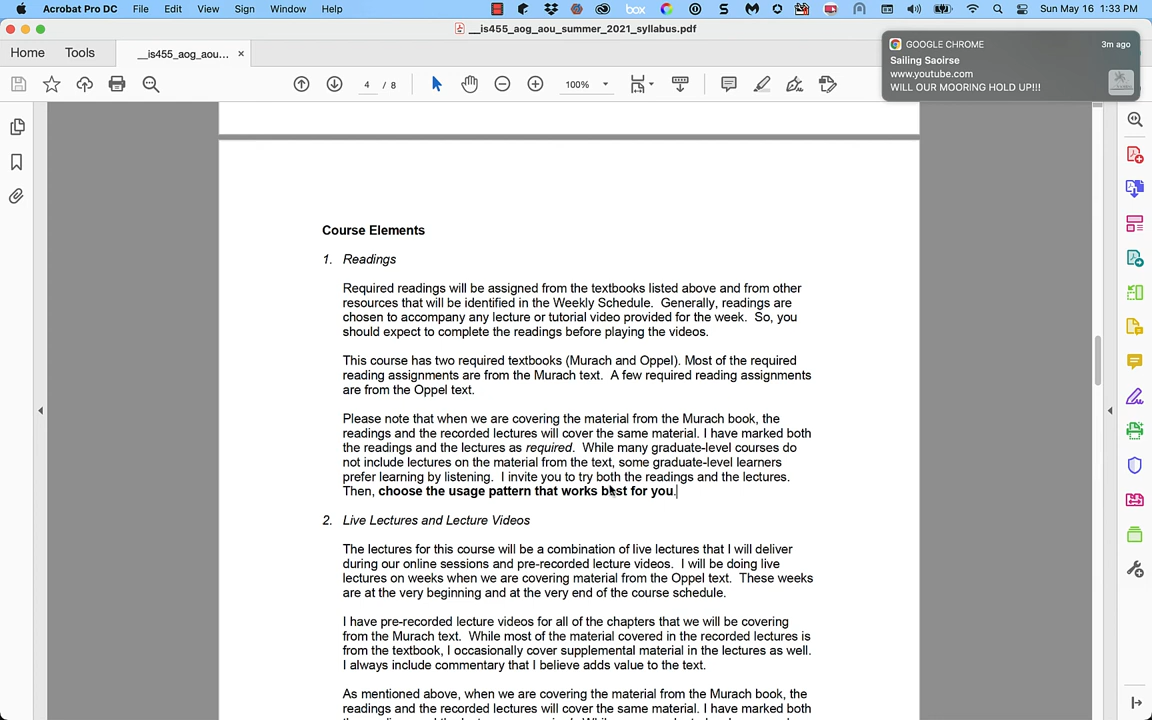 Acrobat Pro DC File Edit View Sign Window Help
box
Sun May 16 1:33 PM
__is455_aog_aou_summer_2021_syllabus.pdf
Home Tools __is455_aog_aou... ×
GOOGLE CHROME 3m ago
Sailing Saoirse
www.youtube.com
WILL OUR MOORING HOLD UP!!!
4 / 8 100%
Course Elements
1. Readings
Required readings will be assigned from the textbooks listed above and from other
resources that will be identified in the Weekly Schedule. Generally, readings are
chosen to accompany any lecture or tutorial video provided for the week. So, you
should expect to complete the readings before playing the videos.
This course has two required textbooks (Murach and Oppel). Most of the required
reading assignments are from the Murach text. A few required reading assignments
are from the Oppel text.
Please note that when we are covering the material from the Murach book, the
readings and the recorded lectures will cover the same material. I have marked both
the readings and the lectures as required. While many graduate-level courses do
not include lectures on the material from the text, some graduate-level learners
prefer learning by listening. I invite you to try both the readings and the lectures.
Then, choose the usage pattern that works best for you.
2. Live Lectures and Lecture Videos
The lectures for this course will be a combination of live lectures that I will deliver
during our online sessions and pre-recorded lecture videos. I will be doing live
lectures on weeks when we are covering material from the Oppel text. These weeks
are at the very beginning and at the very end of the course schedule.
I have pre-recorded lecture videos for all of the chapters that we will be covering
from the Murach text. While most of the material covered in the recorded lectures is
from the textbook, I occasionally cover supplemental material in the lectures as well.
I always include commentary that I believe adds value to the text.
As mentioned above, when we are covering the material from the Murach book, the
readings and the recorded lectures will cover the same material. I have marked both